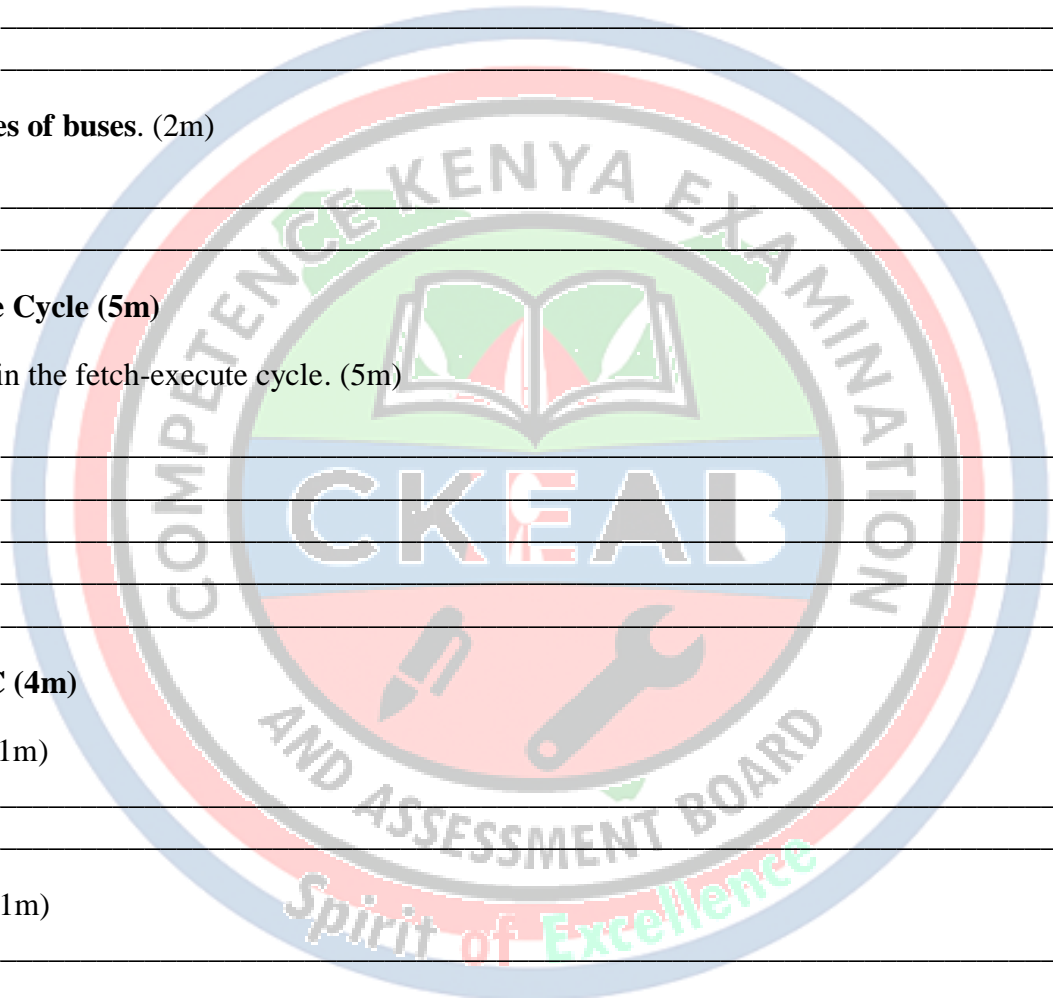 es of buses. (2m)
e Cycle (5m)
in the fetch-execute cycle. (5m)
C (4m)
1m)
1m)
COMPETENCE KENYA EXAMINATION
CKEAB
AND ASSESSMENT BOARD
Spirit of Excellence